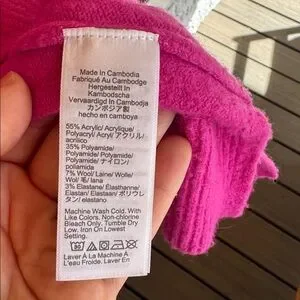 Made In Cambodia
Fabriqué Au Cambodge
Hergestellt In
Kambodscha
Vervaardigd In Cambodja
カンボジア製
hecho en camboya
55% Acrylic/ Acrylique/
Polyacryl/ Acryl/ アクリル/
acrílico
35% Polyamide/
Polyamide/ Polyamid/
Polyamide/ ナイロン/
poliamida
7% Wool/ Laine/ Wolle/
Wol/ 毛/ lana
3% Elastane/ Élasthanne/
Elastan/ Elastaan/ ポリウレ
タン/ elastano
Machine Wash Cold. With
Like Colors. Non-chlorine
Bleach Only. Tumble Dry
Low. Iron On Lowest
Setting.
Laver À La Machine À
L'eau Froide. Laver En